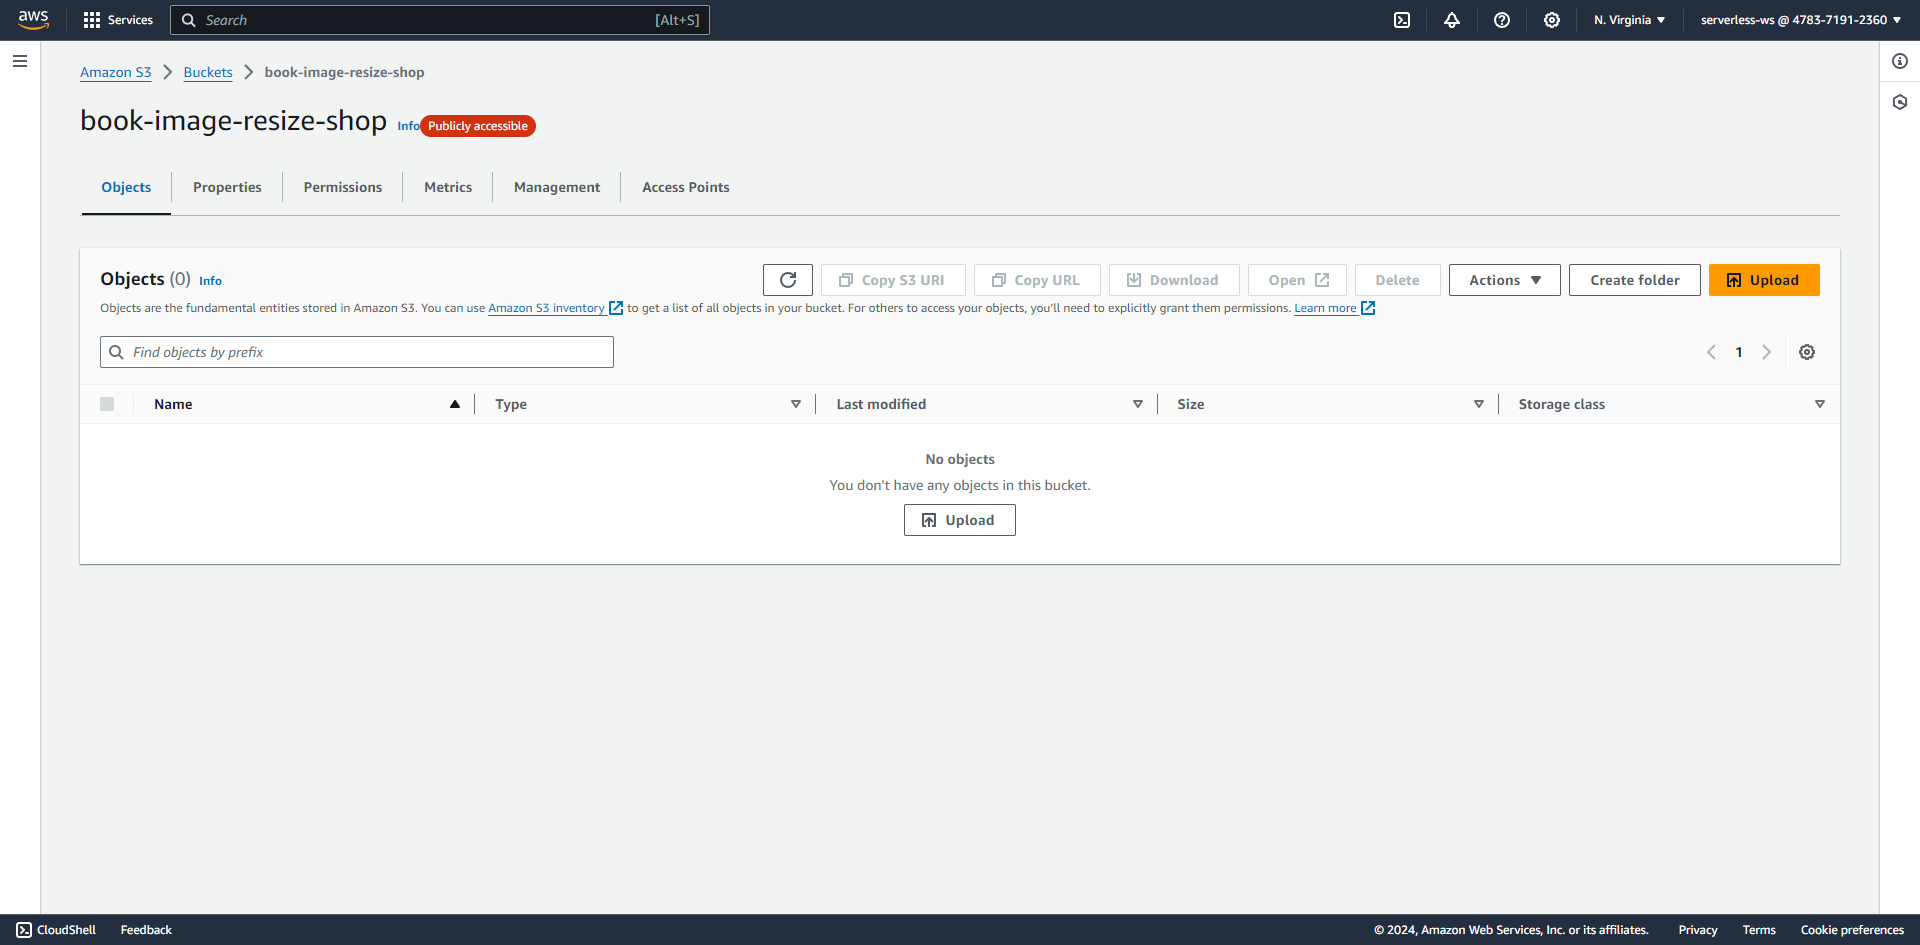 aws Services Search [Alt+S] N. Virginia serverless-ws @ 4783-7191-2360
Amazon S3 Buckets book-image-resize-shop
book-image-resize-shop Info Publicly accessible
Objects Properties Permissions Metrics Management Access Points
Objects (0) Info Copy S3 URI Copy URL Download Open Delete Actions Create folder Upload
Objects are the fundamental entities stored in Amazon S3. You can use Amazon S3 inventory to get a list of all objects in your bucket. For others to access your objects, you'll need to explicitly grant them permissions. Learn more
Find objects by prefix 1
Name Type Last modified Size Storage class
No objects
You don't have any objects in this bucket.
Upload
CloudShell Feedback © 2024, Amazon Web Services, Inc. or its affiliates. Privacy Terms Cookie preferences